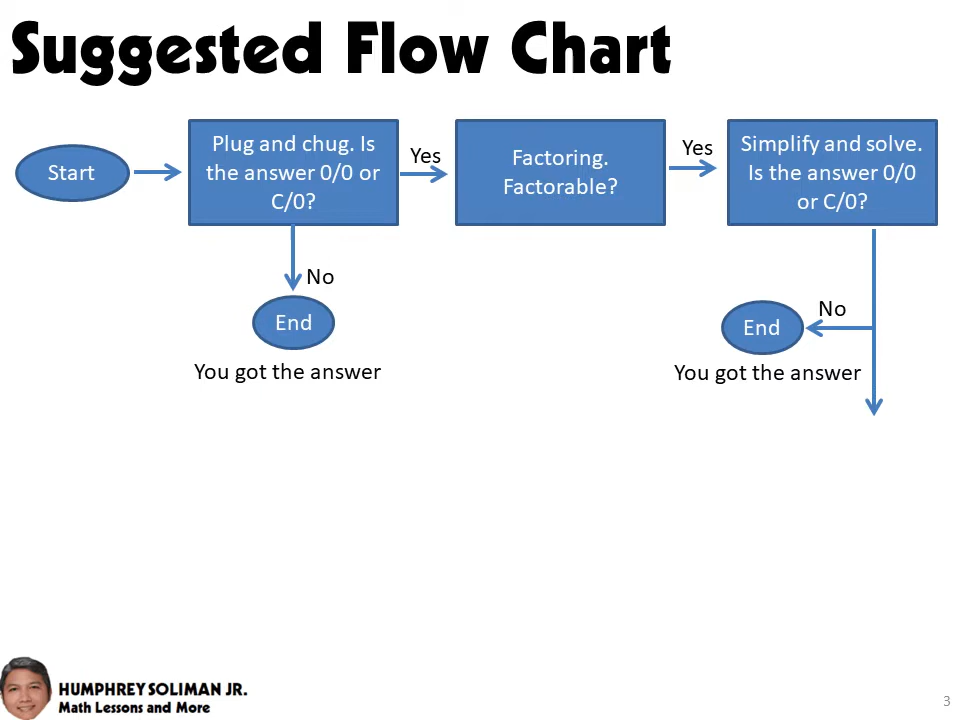 Suggested Flow Chart
Start
Plug and chug. Is
the answer 0/0 or
C/0?
Yes
Factoring.
Factorable?
Yes
Simplify and solve.
Is the answer 0/0
or C/0?
No
End
You got the answer
No
End
You got the answer
HUMPHREY SOLIMAN JR.
Math Lessons and More
3